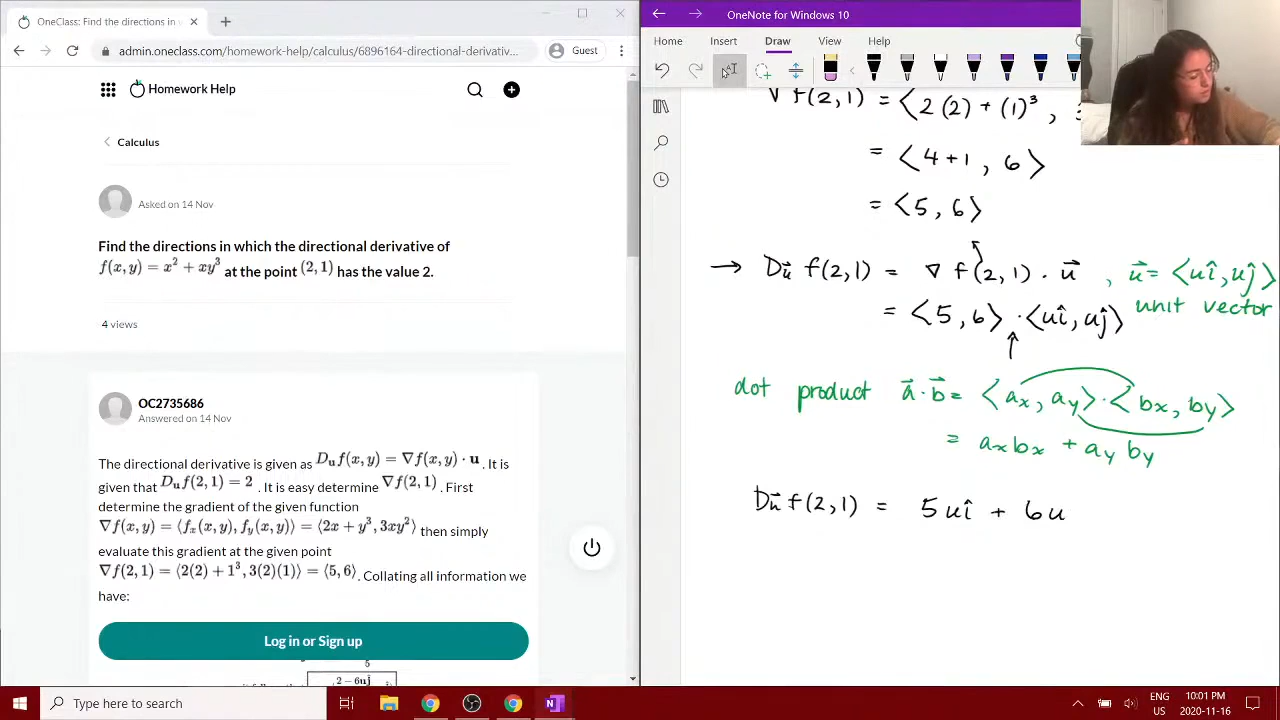 OneClass: Find the directions in
admin.oneclass.com/homework-help/calculus/6899964-directional-derivativ...
Guest
Homework Help
Calculus
Asked on 14 Nov
Find the directions in which the directional derivative of
f(x, y) = x² + xy³ at the point (2, 1) has the value 2.
4 views
OC2735686
Answered on 14 Nov
The directional derivative is given as D_u f(x, y) = ∇f(x, y) · u . It is
given that D_u f(2, 1) = 2 . It is easy determine ∇f(2, 1) . First
determine the gradient of the given function
∇f(x, y) = ⟨f_x(x, y), f_y(x, y)⟩ = ⟨2x + y³, 3xy²⟩ then simply
evaluate this gradient at the given point
∇f(2, 1) = ⟨2(2) + 1³, 3(2)(1)⟩ = ⟨5, 6⟩ . Collating all information we
have:
Log in or Sign up
5
2−6uĵ
OneNote for Windows 10
Home Insert Draw View Help
∇f(2,1) = ⟨2(2) + (1)³ ,
= ⟨4+1 , 6⟩
= ⟨5, 6⟩
→ Dū f(2,1) = ∇ f(2,1) · u⃗ , u⃗ = ⟨uî, uĵ⟩
unit vector
= ⟨5, 6⟩ · ⟨uî, uĵ⟩
dot product a⃗ · b⃗ = ⟨ax, ay⟩ · ⟨bx, by⟩
= axbx + ay by
Dū f(2,1) = 5uî + 6u
Type here to search
ENG
US
10:01 PM
2020-11-16